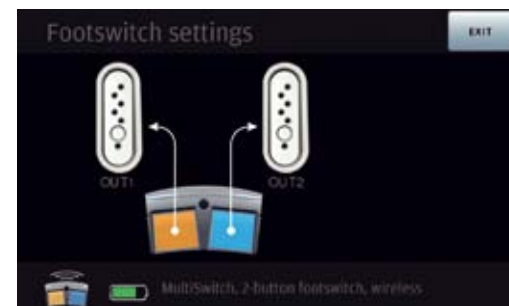 Footswitch settings
EXIT
OUT1
OUT2
MultiSwitch, 2-button footswitch, wireless